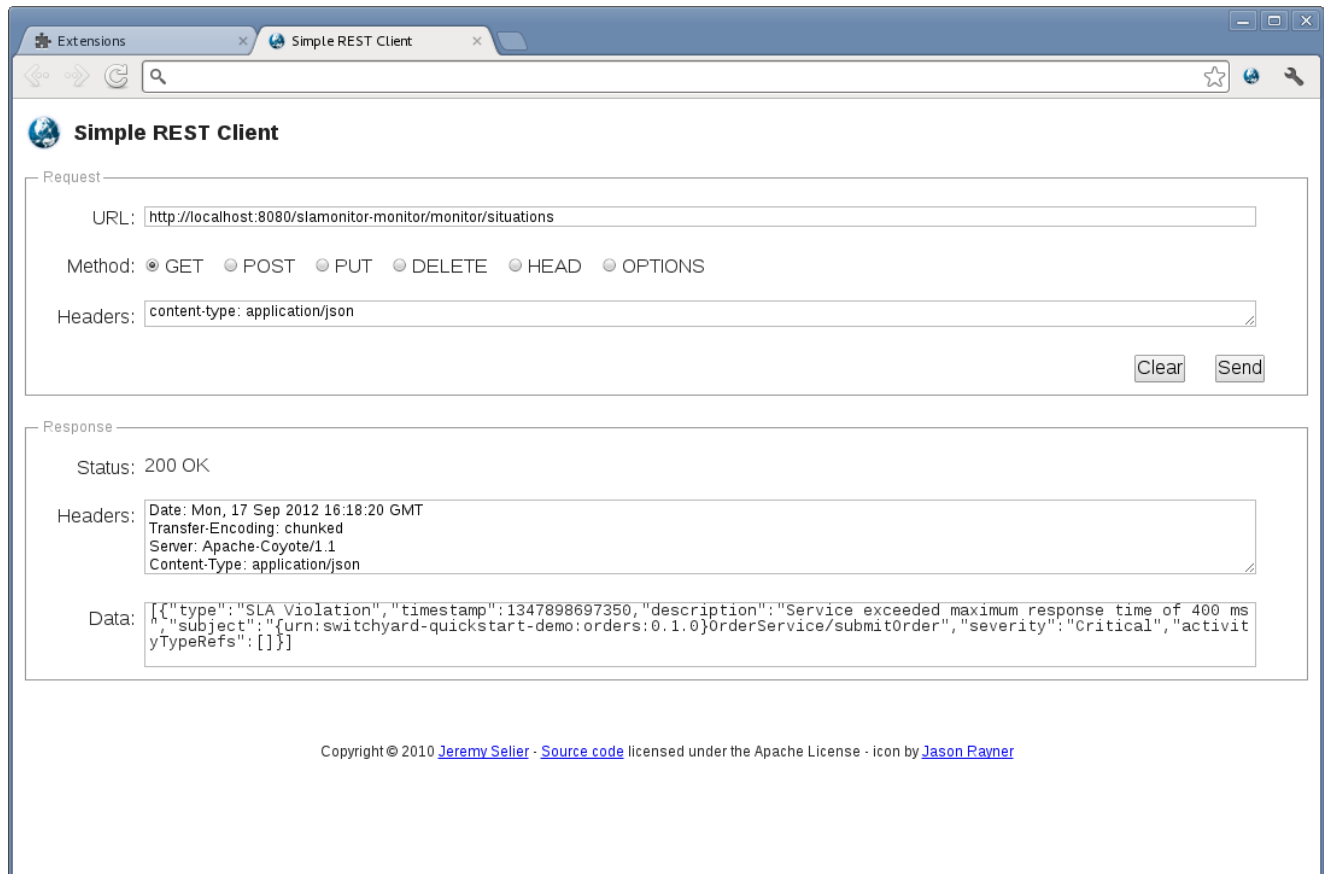 Extensions
Simple REST Client
Simple REST Client
Request
URL: http://localhost:8080/slamonitor-monitor/monitor/situations
Method: GET POST PUT DELETE HEAD OPTIONS
Headers: content-type: application/json
Clear Send
Response
Status: 200 OK
Headers: Date: Mon, 17 Sep 2012 16:18:20 GMT
Transfer-Encoding: chunked
Server: Apache-Coyote/1.1
Content-Type: application/json
Data: [{"type":"SLA Violation","timestamp":1347898697350,"description":"Service exceeded maximum response time of 400 ms
","subject":"{urn:switchyard-quickstart-demo:orders:0.1.0}OrderService/submitOrder","severity":"Critical","activit
yTypeRefs":[]}]
Copyright © 2010 Jeremy Selier - Source code licensed under the Apache License - icon by Jason Rayner